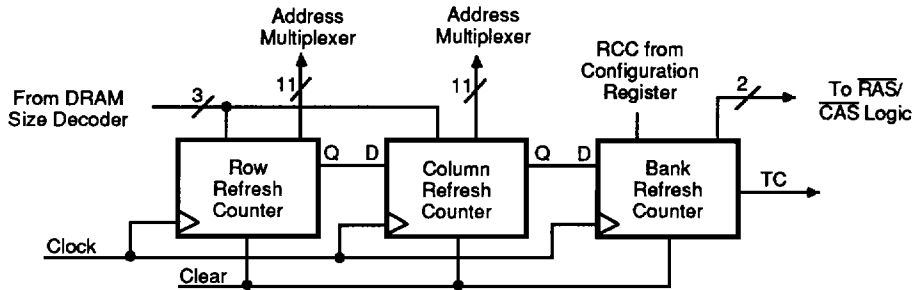 Address
Multiplexer
Address
Multiplexer
RCC from
Configuration
Register
11
11
2
From DRAM
Size Decoder
3
To RAS/
CAS Logic
Row
Refresh
Counter
Q
D
Column
Refresh
Counter
Q
D
Bank
Refresh
Counter
TC
Clock
Clear